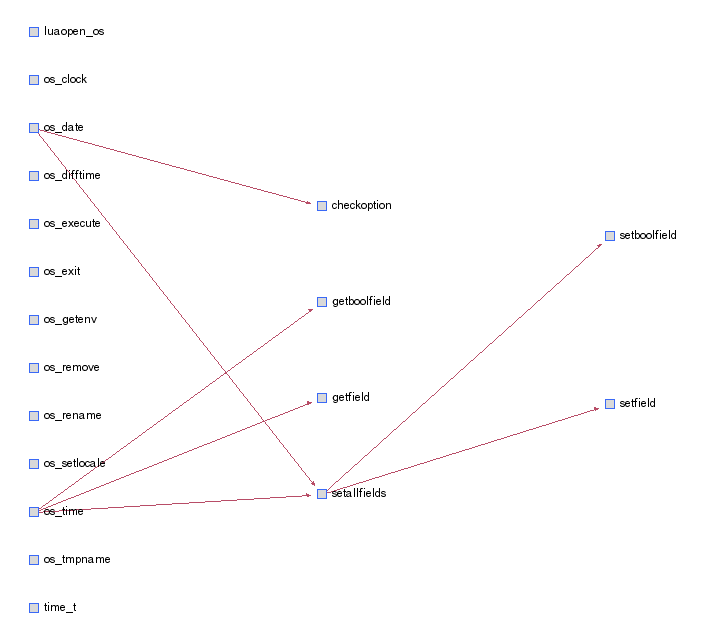 luaopen_os
os_clock
os_date
os_difftime
os_execute
os_exit
os_getenv
os_remove
os_rename
os_setlocale
os_time
os_tmpname
time_t
checkoption
getboolfield
getfield
setallfields
setboolfield
setfield